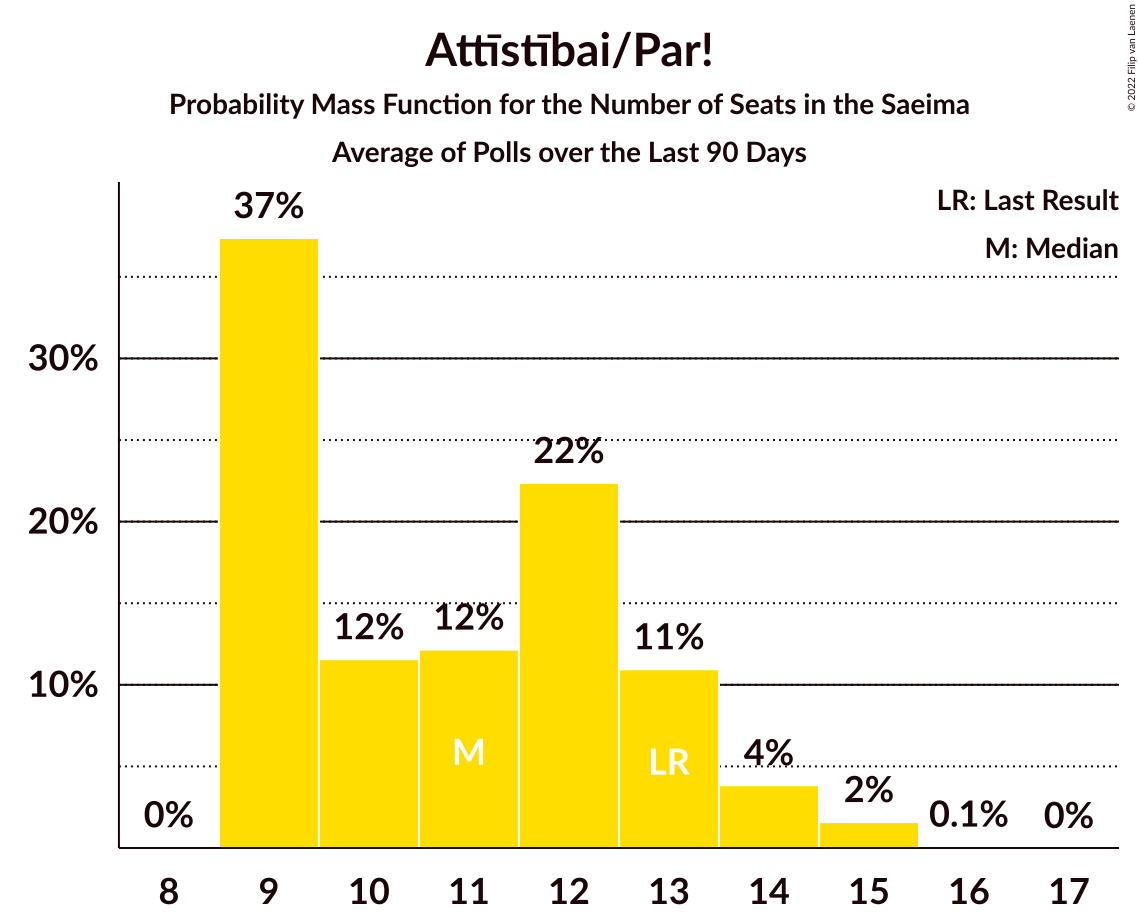 Attīstībai/Par!
Probability Mass Function for the Number of Seats in the Saeima
Average of Polls over the Last 90 Days
© 2022 Filip van Laenen
LR: Last Result
M: Median
37%
30%
22%
20%
12%
12%
11%
10%
M
LR
4%
2%
0%
0.1%
0%
8 9 10 11 12 13 14 15 16 17